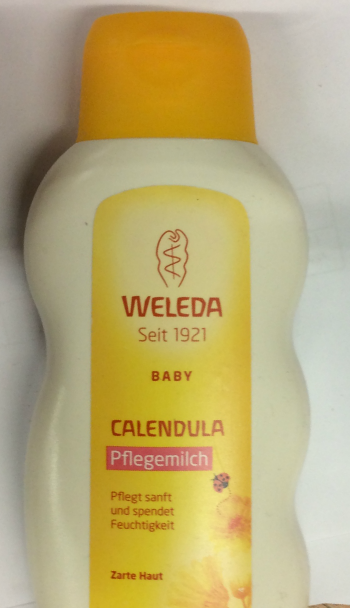 WELEDA
Seit 1921
BABY
CALENDULA
Pflegemilch
Pflegt sanft
und spendet
Feuchtigkeit
Zarte Haut